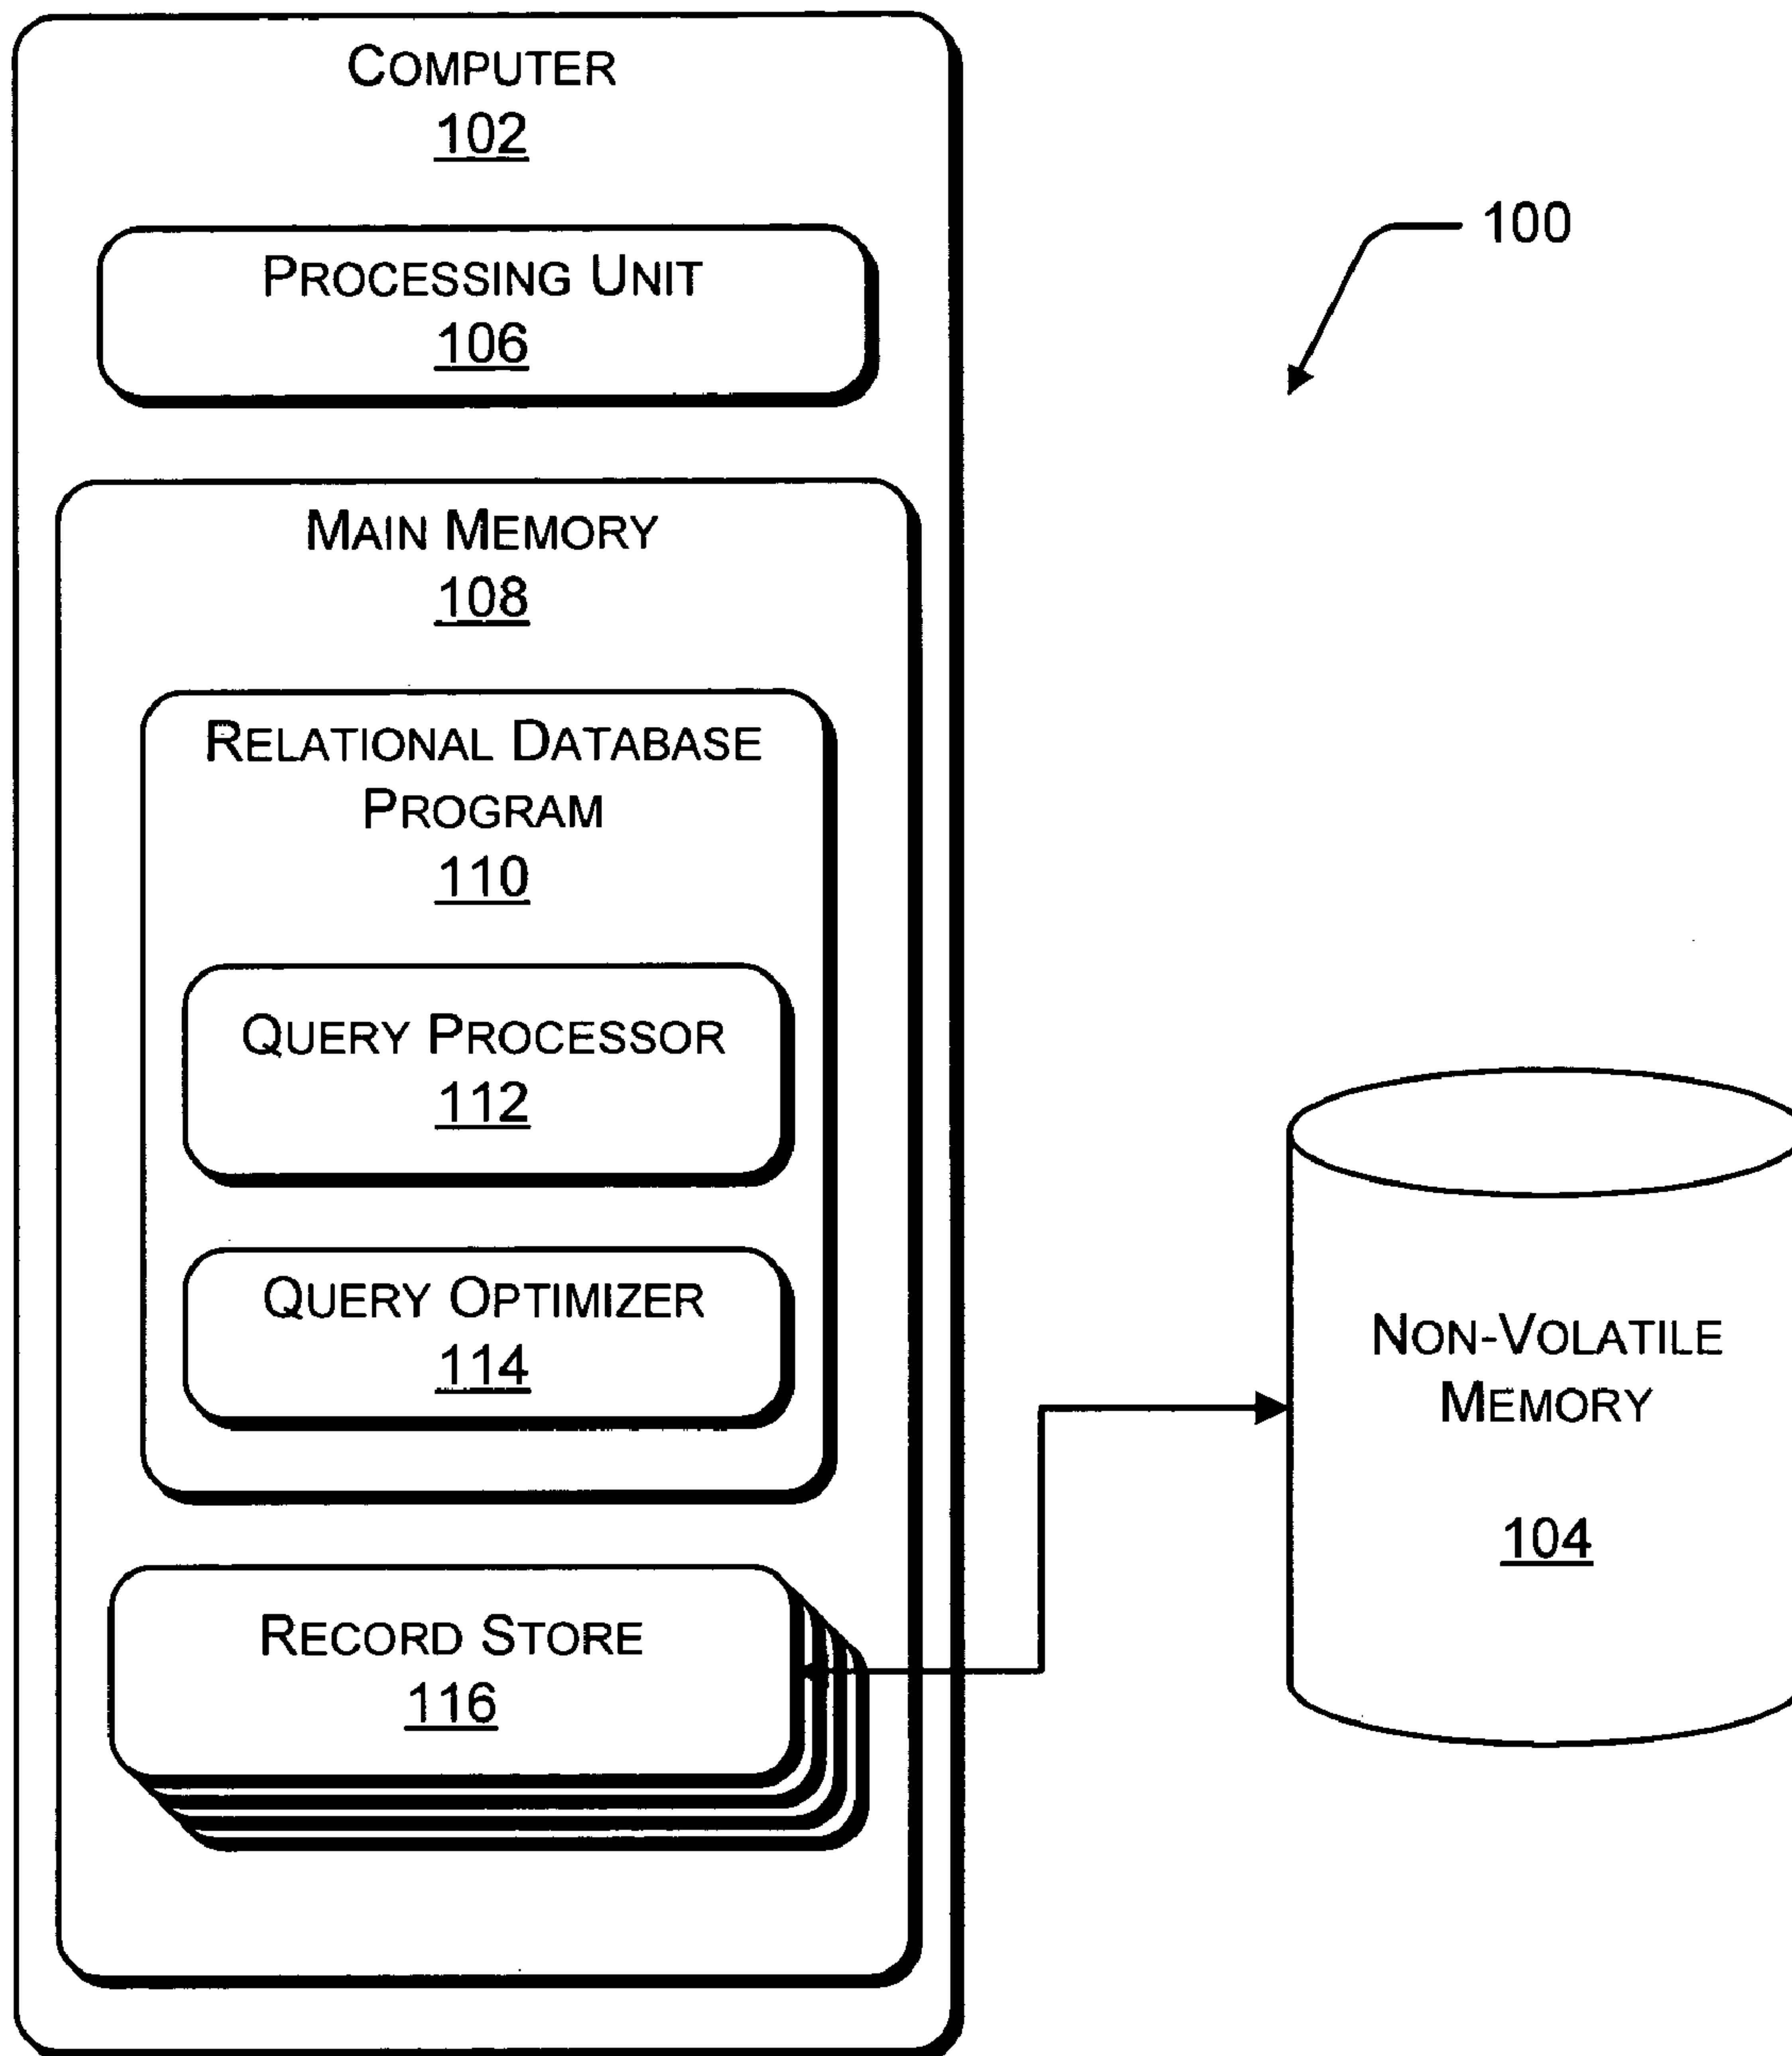 COMPUTER
102
PROCESSING UNIT
106
100
MAIN MEMORY
108
RELATIONAL DATABASE
PROGRAM
110
QUERY PROCESSOR
112
QUERY OPTIMIZER
114
NON-VOLATILE
MEMORY
104
RECORD STORE
116